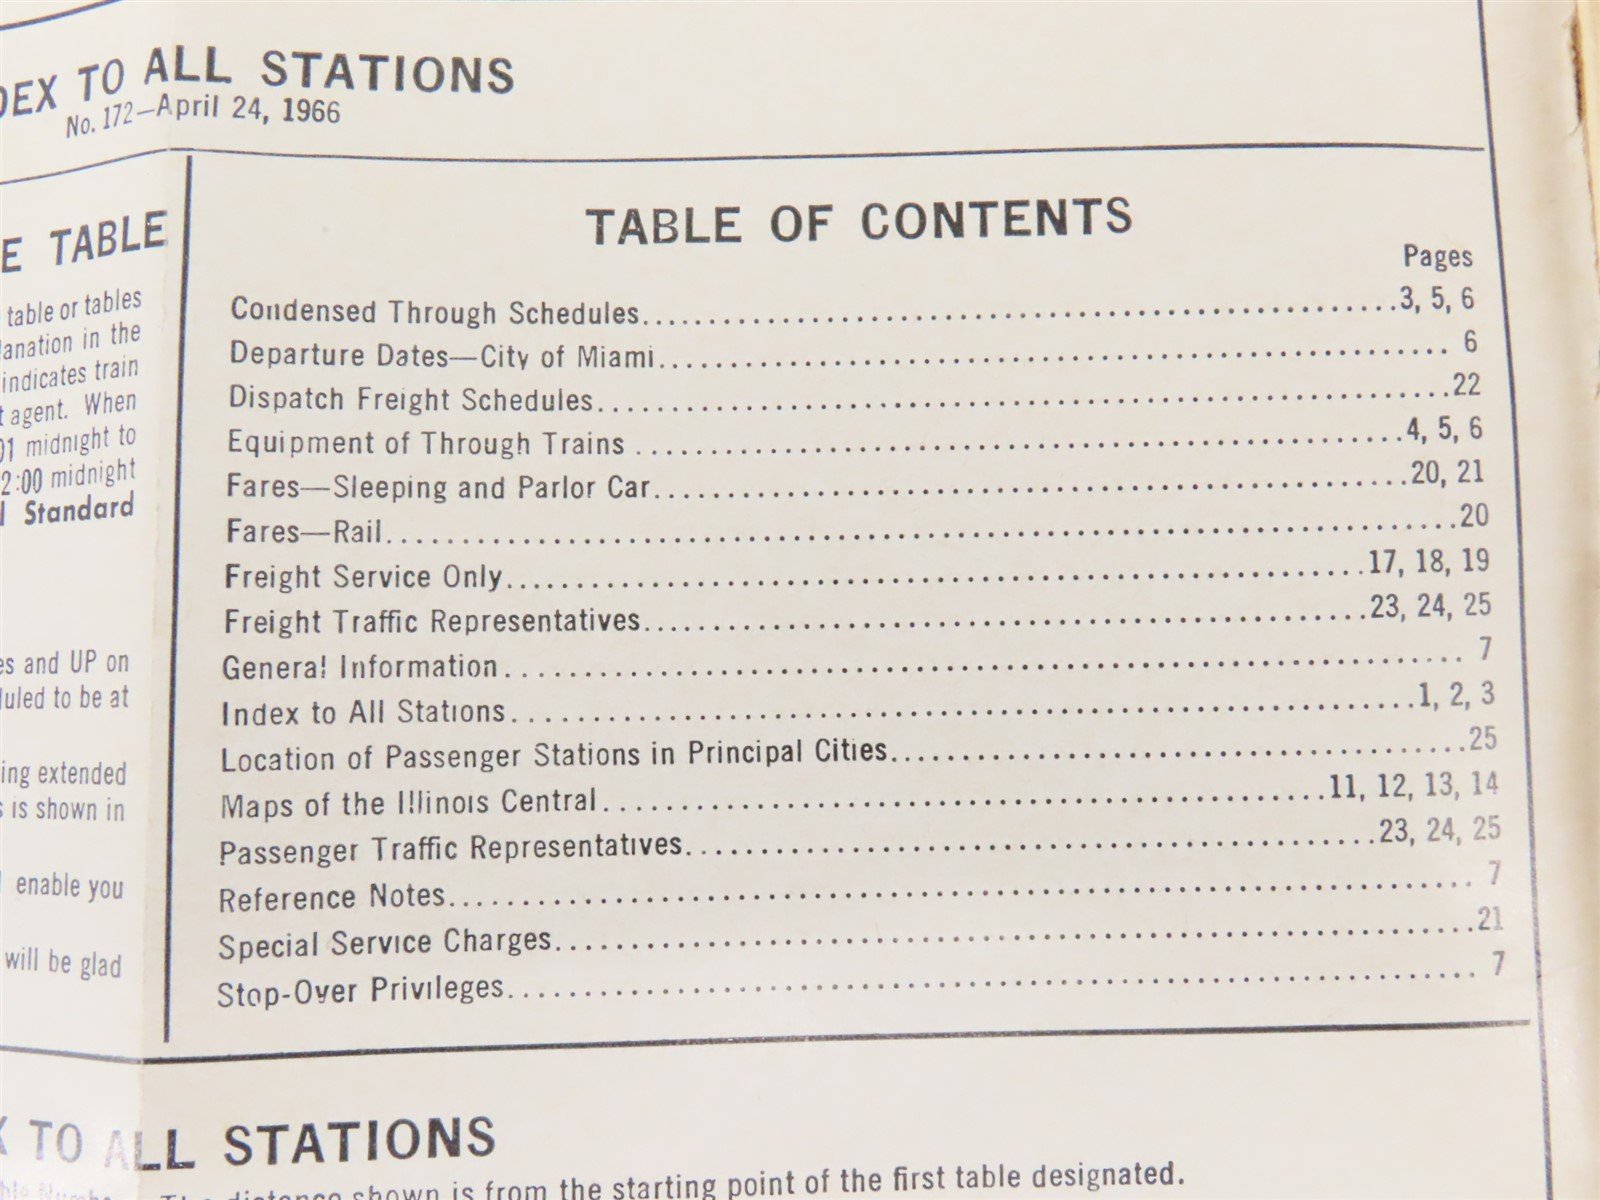 DEX TO ALL STATIONS
No. 172—April 24, 1966
E TABLE
table or tables
lanation in the
indicates train
t agent. When
01 midnight to
2:00 midnight
l Standard
es and UP on
duled to be at
ing extended
s is shown in
enable you
will be glad
TABLE OF CONTENTS
Pages
Condensed Through Schedules 3, 5, 6
Departure Dates—City of Miami 6
Dispatch Freight Schedules 22
Equipment of Through Trains 4, 5, 6
Fares—Sleeping and Parlor Car 20, 21
Fares—Rail 20
Freight Service Only 17, 18, 19
Freight Traffic Representatives 23, 24, 25
General Information 7
Index to All Stations 1, 2, 3
Location of Passenger Stations in Principal Cities 25
Maps of the Illinois Central 11, 12, 13, 14
Passenger Traffic Representatives 23, 24, 25
Reference Notes 7
Special Service Charges 21
Stop-Over Privileges 7
X TO ALL STATIONS
The distance shown is from the starting point of the first table designated.